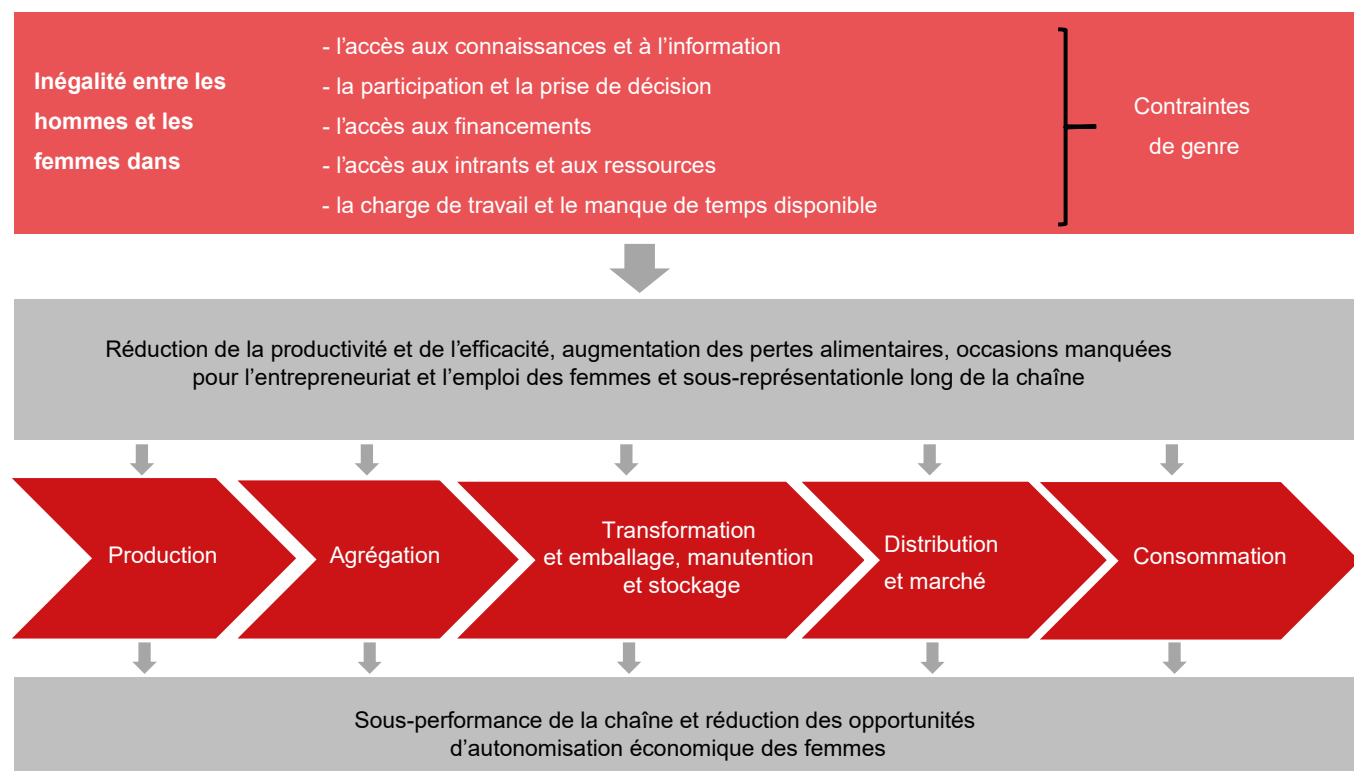 Inégalité entre les
hommes et les
femmes dans
- l’accès aux connaissances et à l’information
- la participation et la prise de décision
- l’accès aux financements
- l’accès aux intrants et aux ressources
- la charge de travail et le manque de temps disponible
Contraintes
de genre
Réduction de la productivité et de l’efficacité, augmentation des pertes alimentaires, occasions manquées
pour l’entrepreneuriat et l’emploi des femmes et sous-représentationle long de la chaîne
Production
Agrégation
Transformation
et emballage, manutention
et stockage
Distribution
et marché
Consommation
Sous-performance de la chaîne et réduction des opportunités
d’autonomisation économique des femmes